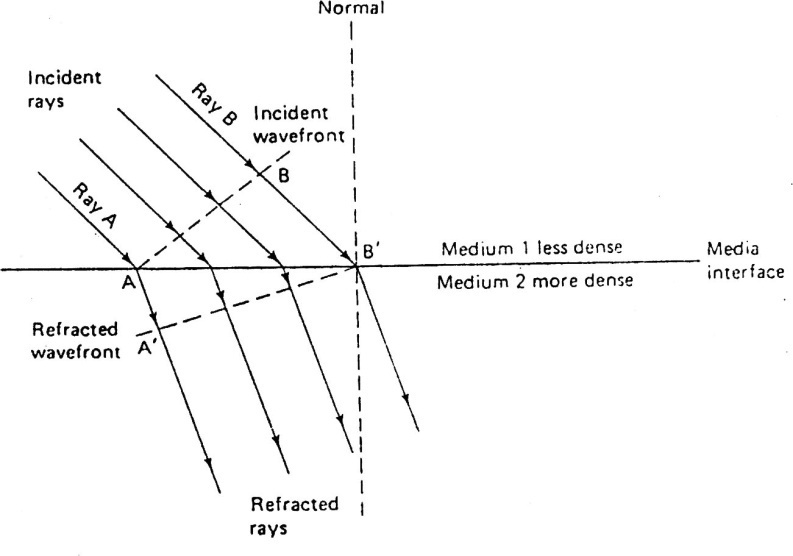 Normal
Incident
rays
Ray B
Incident
wavefront
B
Ray A
B'
Medium 1 less dense
Media
interface
A
Medium 2 more dense
Refracted
wavefront
A'
Refracted
rays